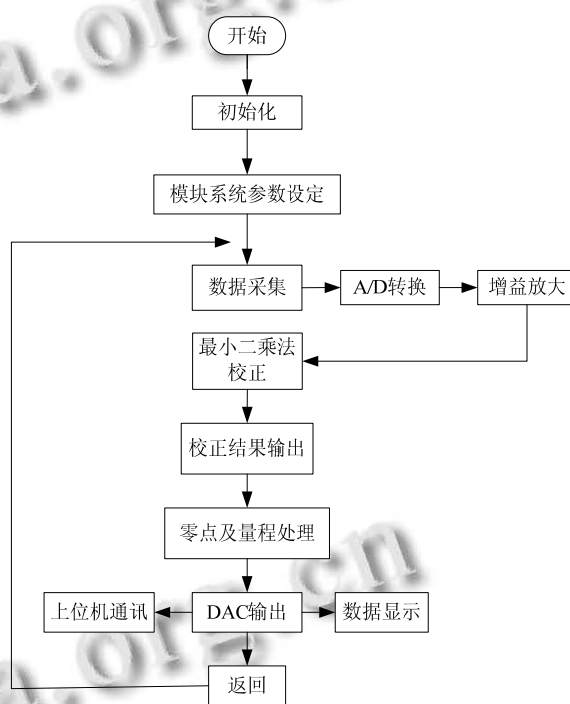 开始
初始化
模块系统参数设定
数据采集
A/D转换
增益放大
最小二乘法
校正
校正结果输出
零点及量程处理
上位机通讯
DAC输出
数据显示
返回
a.org.cn